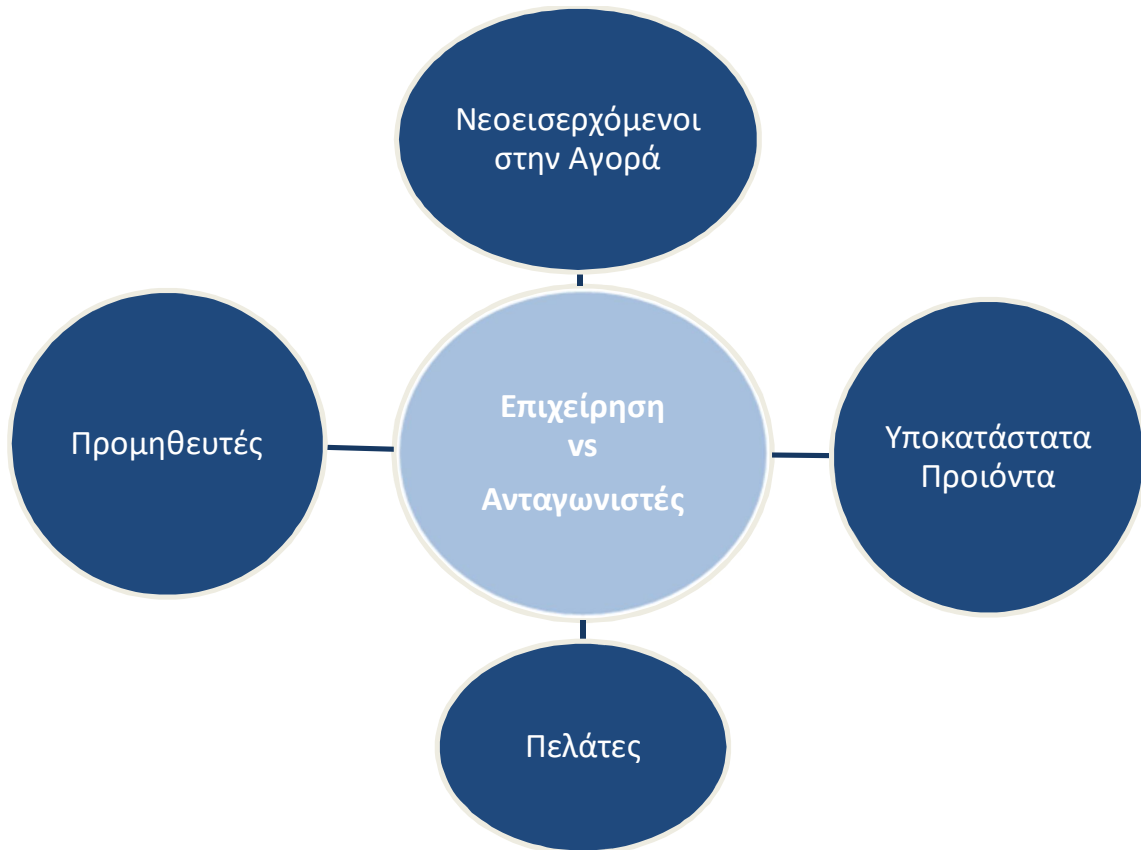 Νεοεισερχόμενοι
στην Αγορά
Προμηθευτές
Επιχείρηση
vs
Ανταγωνιστές
Υποκατάστατα
Προιόντα
Πελάτες